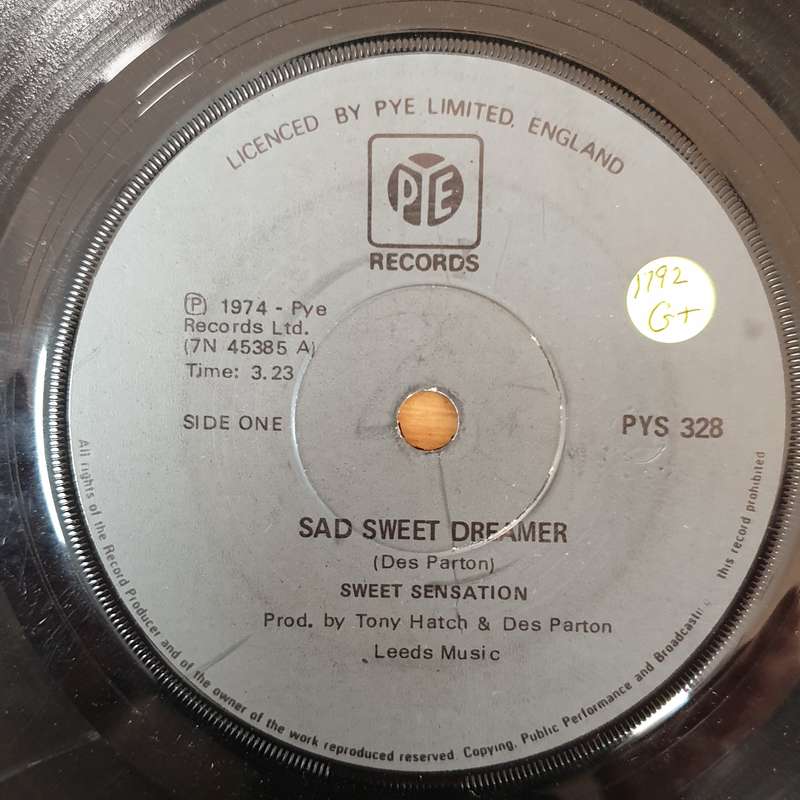 LICENCED BY PYE LIMITED, ENGLAND
PYE
RECORDS
1792
G+
Ⓟ 1974 - Pye
Records Ltd.
(7N 45385 A)
Time: 3.23
SIDE ONE
PYS 328
SAD SWEET DREAMER
(Des Parton)
SWEET SENSATION
Prod. by Tony Hatch & Des Parton
Leeds Music
All rights of the Record Producer and of the owner of the work reproduced reserved. Copying, Public Performance and Broadcasting this record prohibited